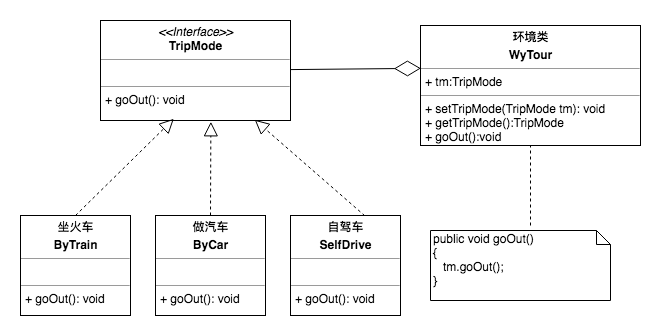 <<Interface>>
TripMode
+ goOut(): void
环境类
WyTour
+ tm:TripMode
+ setTripMode(TripMode tm): void
+ getTripMode():TripMode
+ goOut():void
坐火车
ByTrain
+ goOut(): void
做汽车
ByCar
+ goOut(): void
自驾车
SelfDrive
+ goOut(): void
public void goOut()
{
tm.goOut();
}